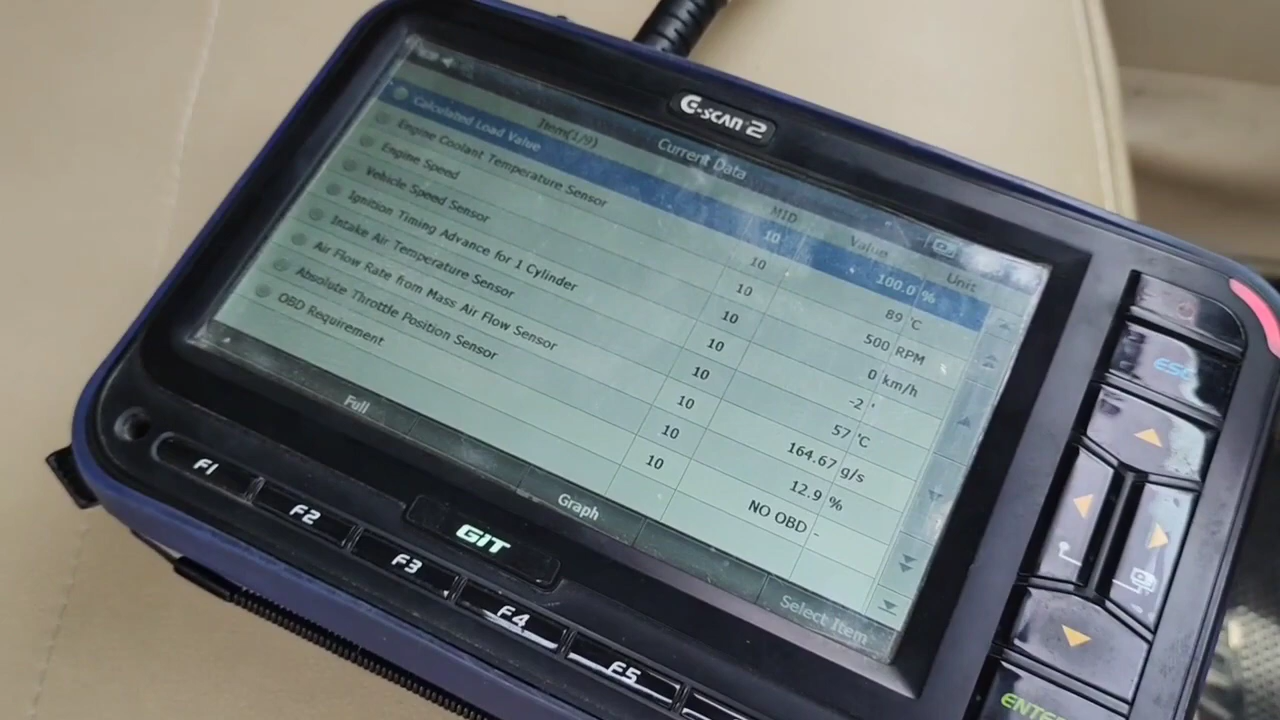 G-scan 2
Current Data
Item(1/9) MID Value Unit
Calculated Load Value 10 100.0 %
Engine Coolant Temperature Sensor 10 89 ℃
Engine Speed 10 500 RPM
Vehicle Speed Sensor 10 0 km/h
Ignition Timing Advance for 1 Cylinder 10 -2 '
Intake Air Temperature Sensor 10 57 ℃
Air Flow Rate from Mass Air Flow Sensor 10 164.67 g/s
Absolute Throttle Position Sensor 10 12.9 %
OBD Requirement 10 NO OBD -
Full Graph Select Item
GIT
F1
F2
F3
F4
F5
ESC